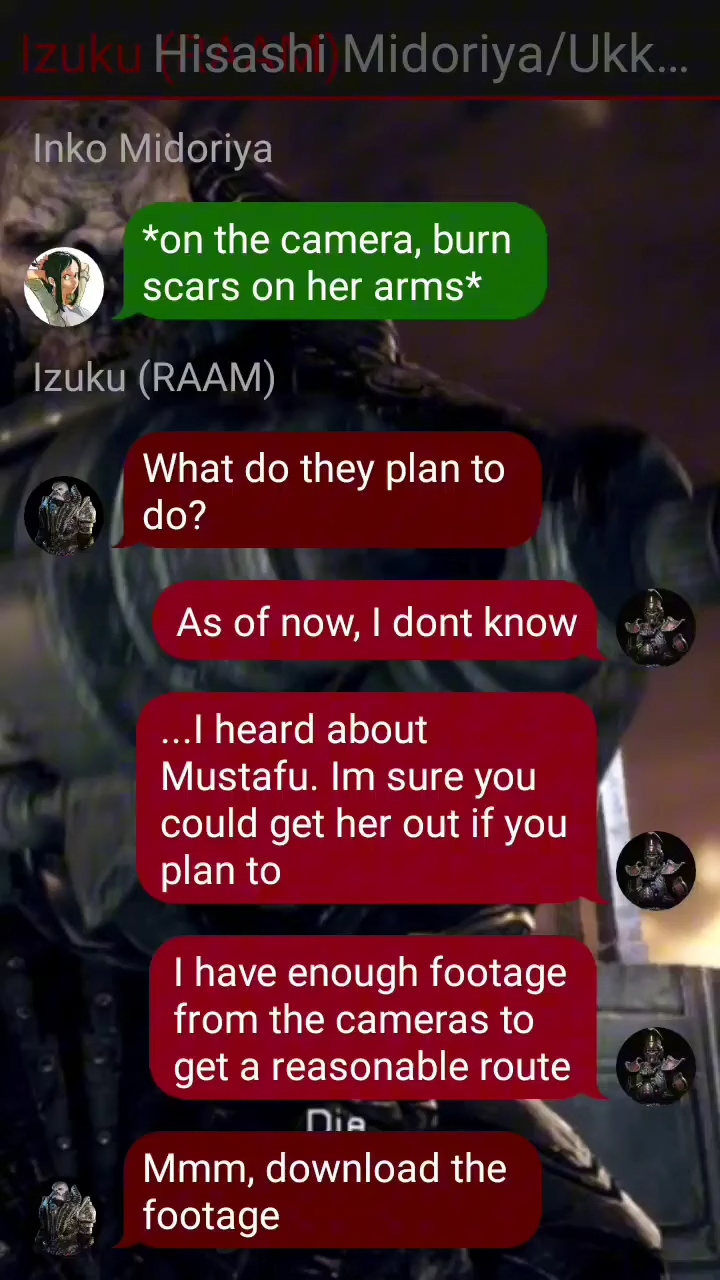 Izuku (RAAM)
Hisashi Midoriya/Ukk...
Inko Midoriya
*on the camera, burn
scars on her arms*
Izuku (RAAM)
What do they plan to
do?
As of now, I dont know
...I heard about
Mustafu. Im sure you
could get her out if you
plan to
I have enough footage
from the cameras to
get a reasonable route
Die
Mmm, download the
footage